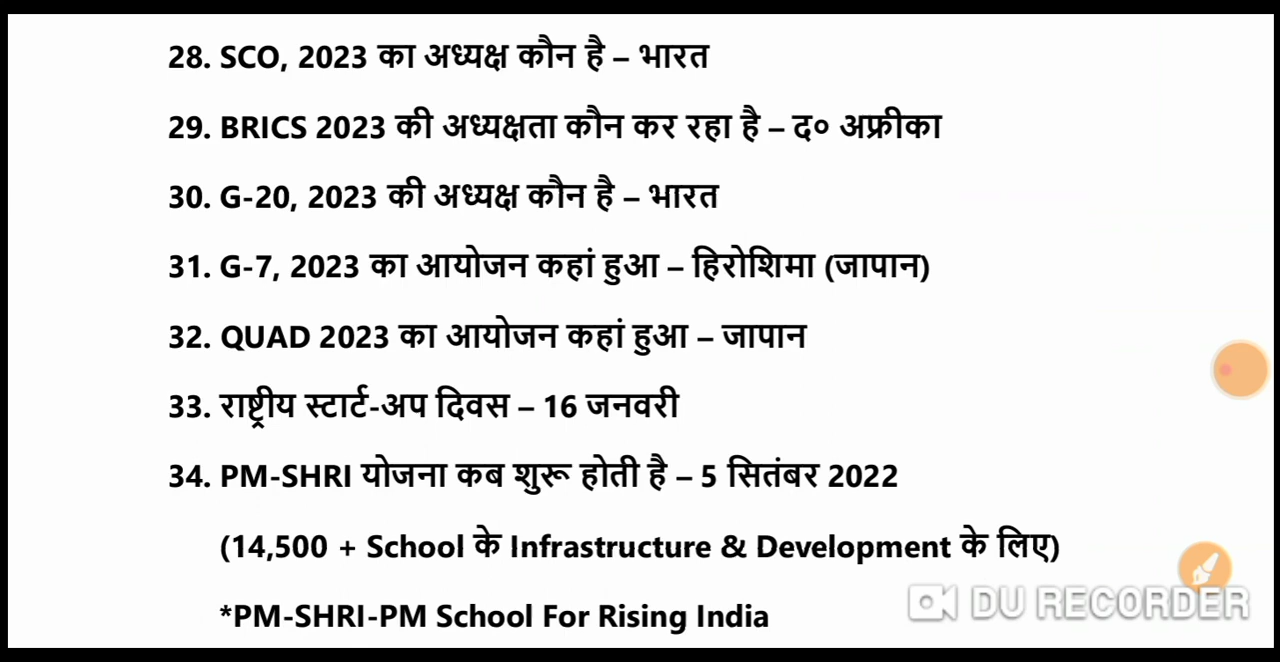 28. SCO, 2023 का अध्यक्ष कौन है – भारत
29. BRICS 2023 की अध्यक्षता कौन कर रहा है – द० अफ्रीका
30. G-20, 2023 की अध्यक्ष कौन है – भारत
31. G-7, 2023 का आयोजन कहां हुआ – हिरोशिमा (जापान)
32. QUAD 2023 का आयोजन कहां हुआ – जापान
33. राष्ट्रीय स्टार्ट-अप दिवस – 16 जनवरी
34. PM-SHRI योजना कब शुरू होती है – 5 सितंबर 2022
(14,500 + School के Infrastructure & Development के लिए)
*PM-SHRI-PM School For Rising India
DU RECORDER